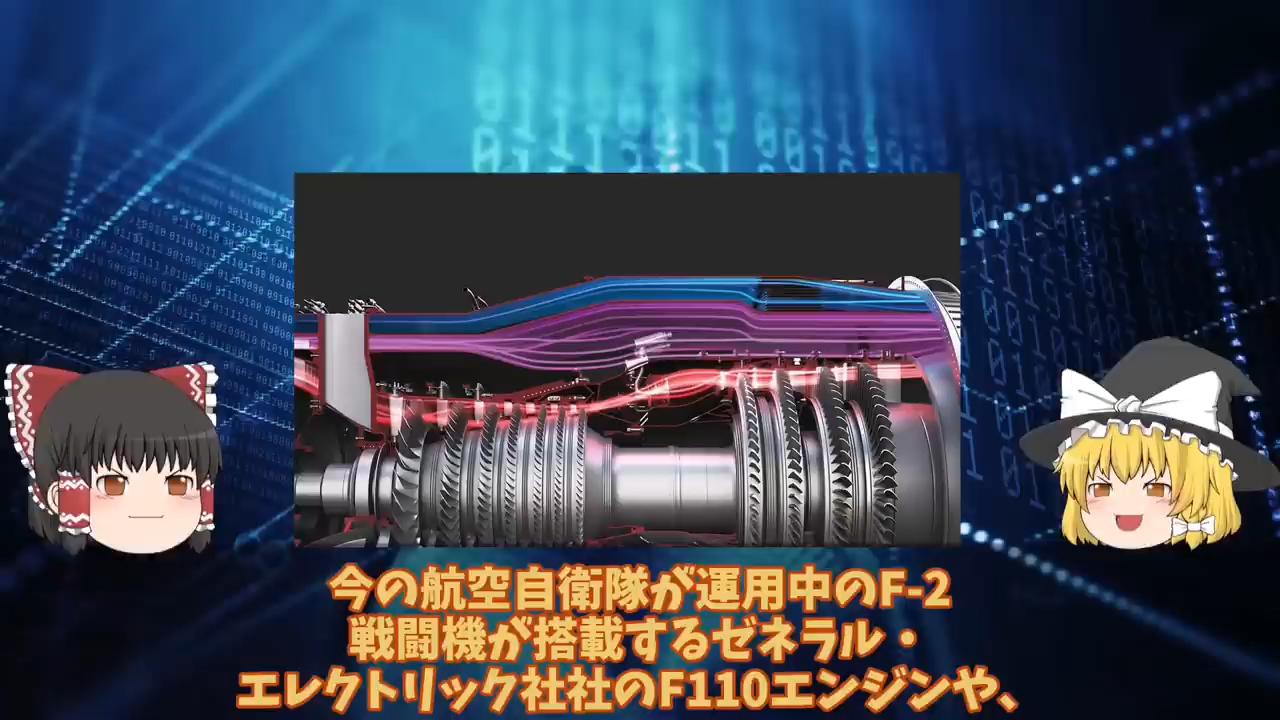 今の航空自衛隊が運用中のF-2
戦闘機が搭載するゼネラル・
エレクトリック社社のF110エンジンや、